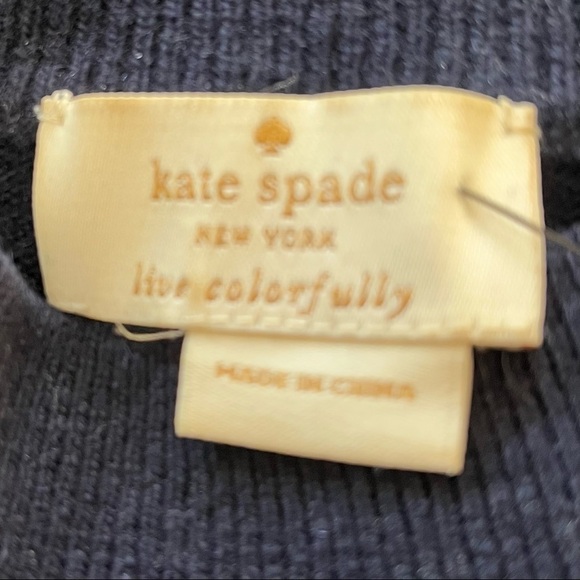 kate spade
NEW YORK
live colorfully
MADE IN CHINA